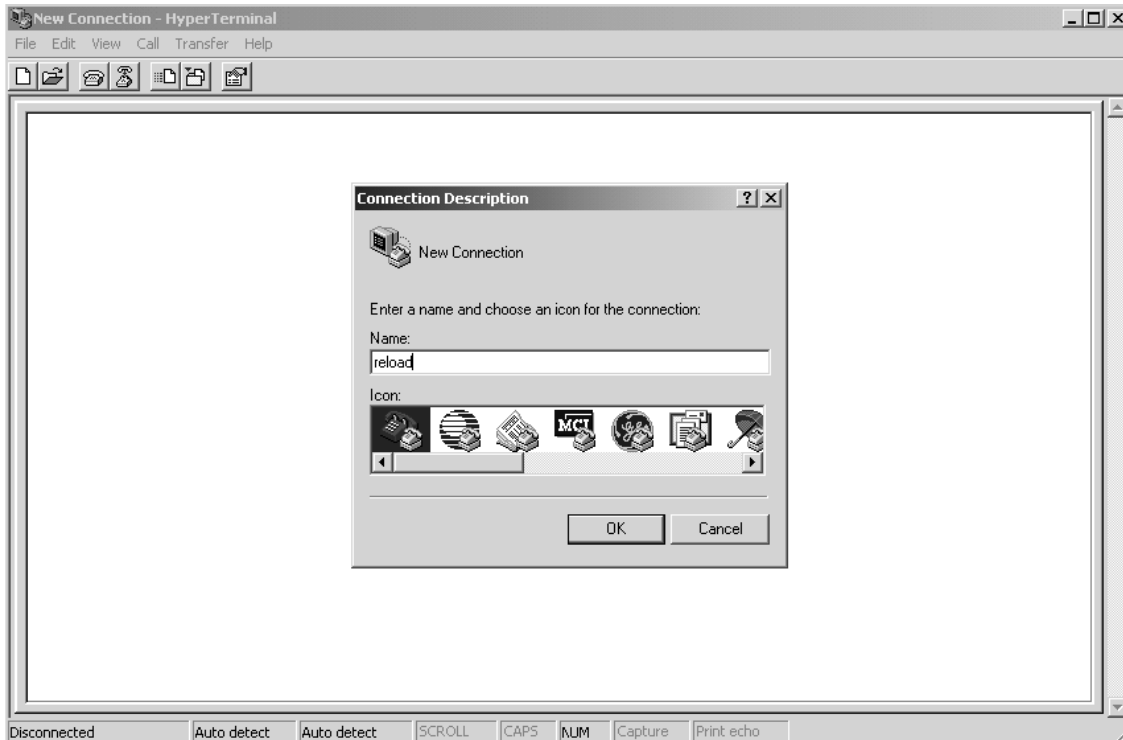 New Connection - HyperTerminal
File Edit View Call Transfer Help
Connection Description
New Connection
Enter a name and choose an icon for the connection:
Name:
reload
Icon:
MCI
OK Cancel
Disconnected Auto detect Auto detect SCROLL CAPS NUM Capture Print echo